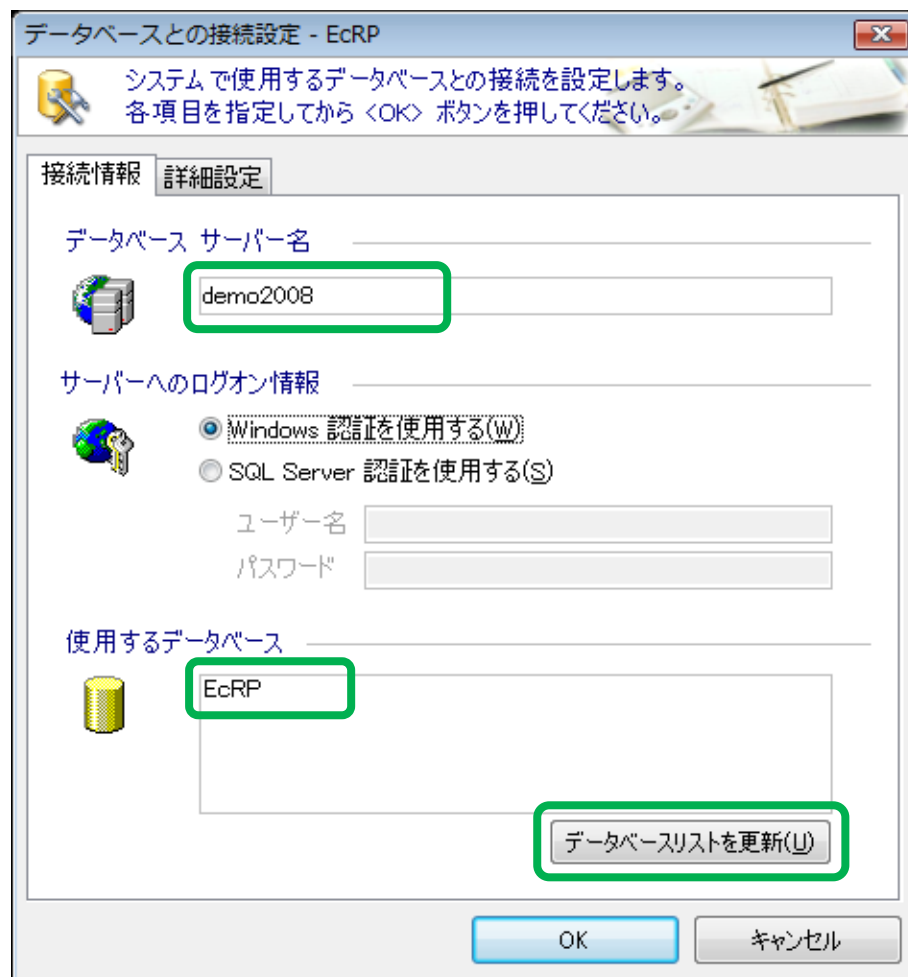 データベースとの接続設定 - EcRP
システムで使用するデータベースとの接続を設定します。
各項目を指定してから <OK> ボタンを押してください。
接続情報 詳細設定
データベース サーバー名
demo2008
サーバーへのログオン情報
Windows 認証を使用する(W)
SQL Server 認証を使用する(S)
ユーザー名
パスワード
使用するデータベース
EcRP
データベースリストを更新(U)
OK キャンセル